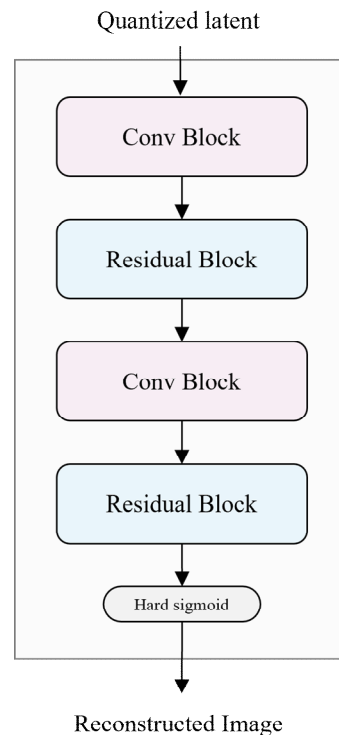 Quantized latent
Conv Block
Residual Block
Conv Block
Residual Block
Hard sigmoid
Reconstructed Image